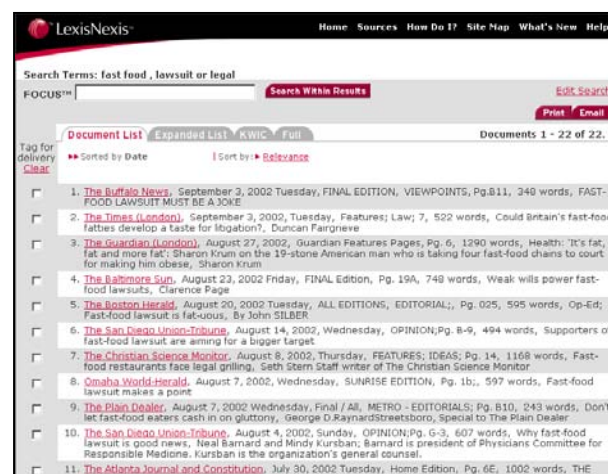 LexisNexis™
Home Sources How Do I? Site Map What's New Help
Search Terms: fast food , lawsuit or legal
FOCUS™ Search Within Results Edit Search
Print Email
Document List Expanded List KWIC Full Documents 1 - 22 of 22.
Tag for delivery Clear
Sorted by Date Sort by: Relevance
1. The Buffalo News, September 3, 2002 Tuesday, FINAL EDITION, VIEWPOINTS, Pg.B11, 348 words, FAST-
FOOD LAWSUIT MUST BE A JOKE
2. The Times (London), September 3, 2002, Tuesday, Features; Law; 7, 522 words, Could Britain's fast-food
fatties develop a taste for litigation?, Duncan Fairgrieve
3. The Guardian (London), August 27, 2002, Guardian Features Pages, Pg. 6, 1290 words, Health: 'It's fat,
fat and more fat': Sharon Krum on the 19-stone American man who is taking four fast-food chains to court
for making him obese, Sharon Krum
4. The Baltimore Sun, August 23, 2002 Friday, FINAL Edition, Pg. 19A, 748 words, Weak wills power fast-
food lawsuits, Clarence Page
5. The Boston Herald, August 20, 2002 Tuesday, ALL EDITIONS, EDITORIAL;, Pg. 025, 595 words, Op-Ed;
Fast-food lawsuit is fat-uous, By John SILBER
6. The San Diego Union-Tribune, August 14, 2002, Wednesday, OPINION;Pg. B-9, 494 words, Supporters of
fast-food lawsuit are aiming for a bigger target
7. The Christian Science Monitor, August 8, 2002, Thursday, FEATURES; IDEAS; Pg. 14, 1168 words, Fast-
food restaurants face legal grilling, Seth Stern Staff writer of The Christian Science Monitor
8. Omaha World-Herald, August 7, 2002, Wednesday, SUNRISE EDITION, Pg. 1b;, 597 words, Fast-food
lawsuit makes a point
9. The Plain Dealer, August 7, 2002 Wednesday, Final / All, METRO - EDITORIALS; Pg. B10, 243 words, Don't
let fast-food eaters cash in on gluttony, George D.RaynardStreetsboro, Special to The Plain Dealer
10. The San Diego Union-Tribune, August 4, 2002, Sunday, OPINION;Pg. G-3, 607 words, Why fast-food
lawsuit is good news, Neal Barnard and Mindy Kursban; Barnard is president of Physicians Committee for
Responsible Medicine. Kursban is the organization's general counsel.
11. The Atlanta Journal and Constitution, July 30, 2002 Tuesday, Home Edition, Pg. 6E, 1002 words, THE